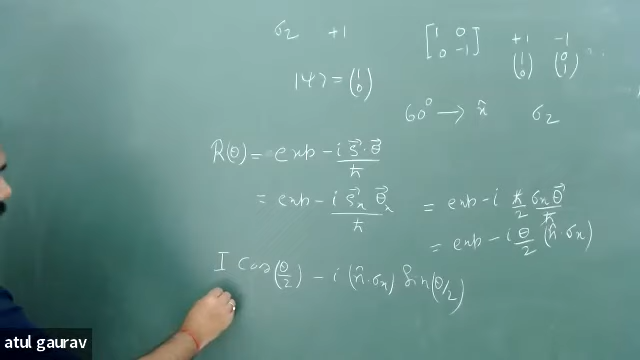 σz +1 [1 0 0 -1] +1 -1
(1 0) (0 1)
|ψ> = (1 0)
60° → x̂ σz
R(θ) = exp - i S⃗·θ⃗ / ħ
= exp - i S⃗x θ⃗x / ħ = exp - i ħ/2 σx θ⃗ / ħ
= exp - i θ/2 (n̂·σx)
I Cos(θ/2) - i (n̂·σx) Sin(θ/2)
atul gaurav